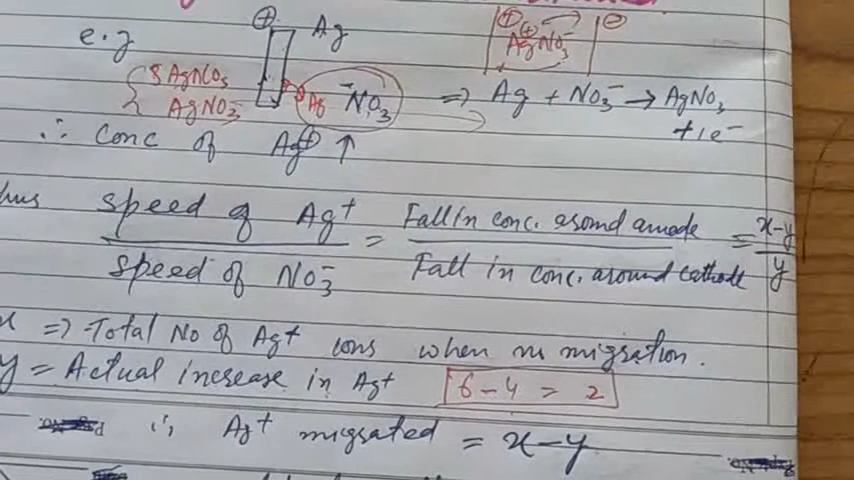 ⊕ Ag
⊕ ⊕ ⊖
AgNO₃⁻
e.g
8 AgNO₃
AgNO₃ Ag ⁻NO₃ ⇒ Ag + NO₃⁻ → AgNO₃
+ 1e⁻
∴ Conc of Ag⊕ ↑
hus speed of Ag⁺ / speed of NO₃⁻ = Fall in conc. around anode / Fall in conc. around cathode = x-y / y
x ⇒ Total No of Ag⁺ ions when no migration.
y = Actual increase in Ag⁺ 6-4 = 2
∴ Ag⁺ migrated = x-y